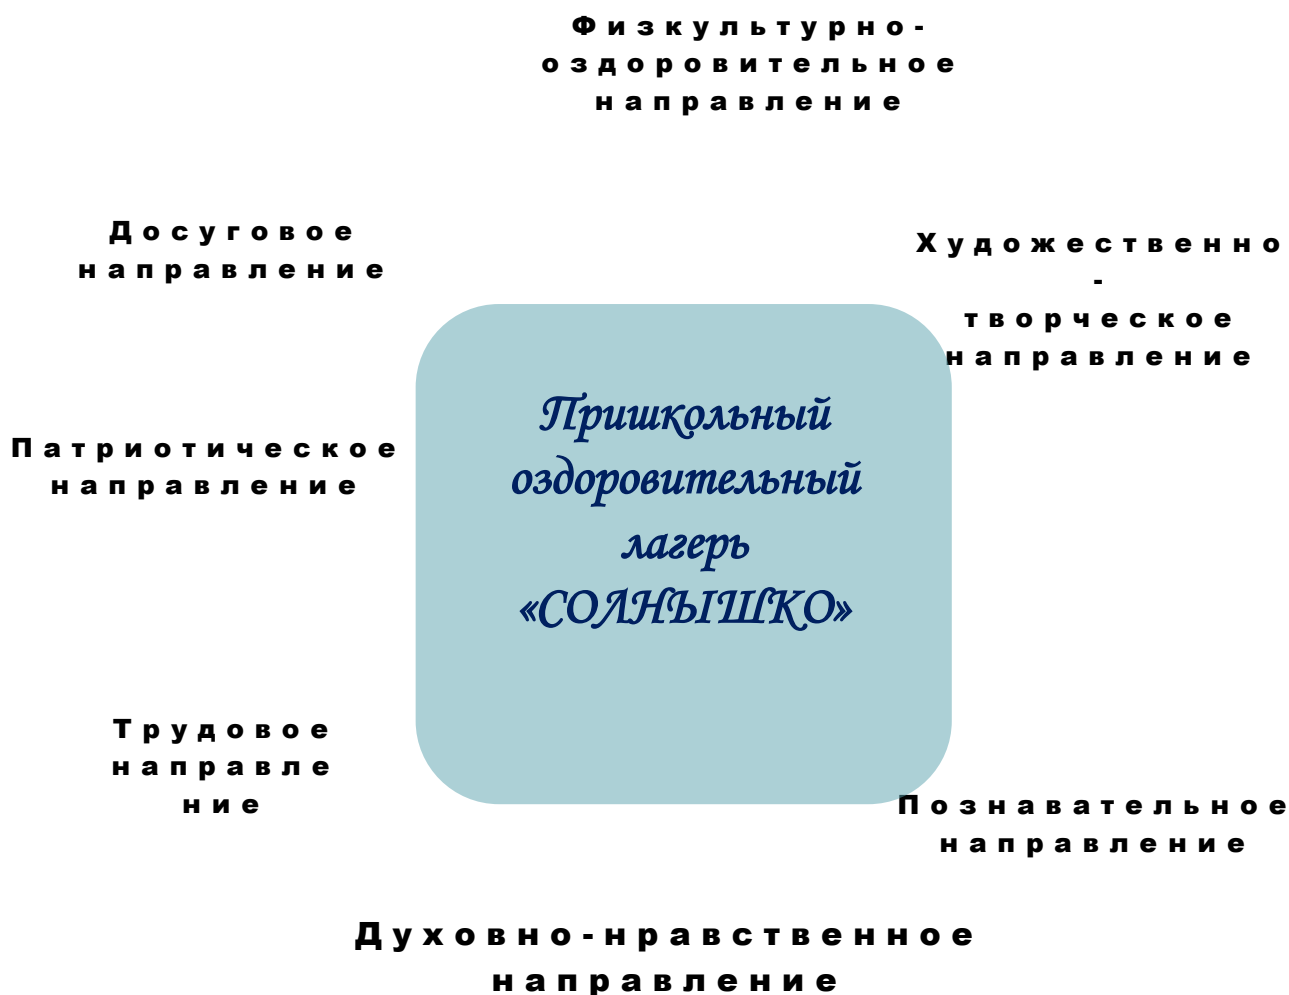 Физкультурно-
оздоровительное
направление
Досуговое
направление
Художественно
-
творческое
направление
Пришкольный
оздоровительный
лагерь
«СОЛНЫШКО»
Патриотическое
направление
Трудовое
направле
ние
Познавательное
направление
Духовно-нравственное
направление